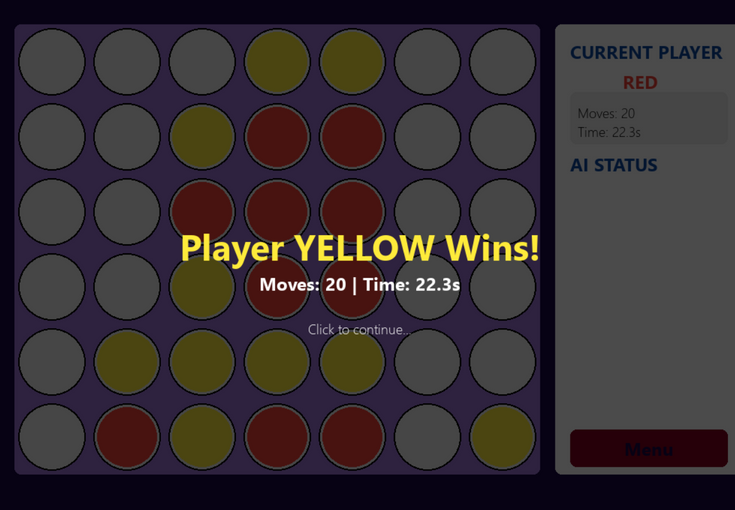 CURRENT PLAYER
RED
Moves: 20
Time: 22.3s
AI STATUS
Player YELLOW Wins!
Moves: 20 | Time: 22.3s
Click to continue...
Menu